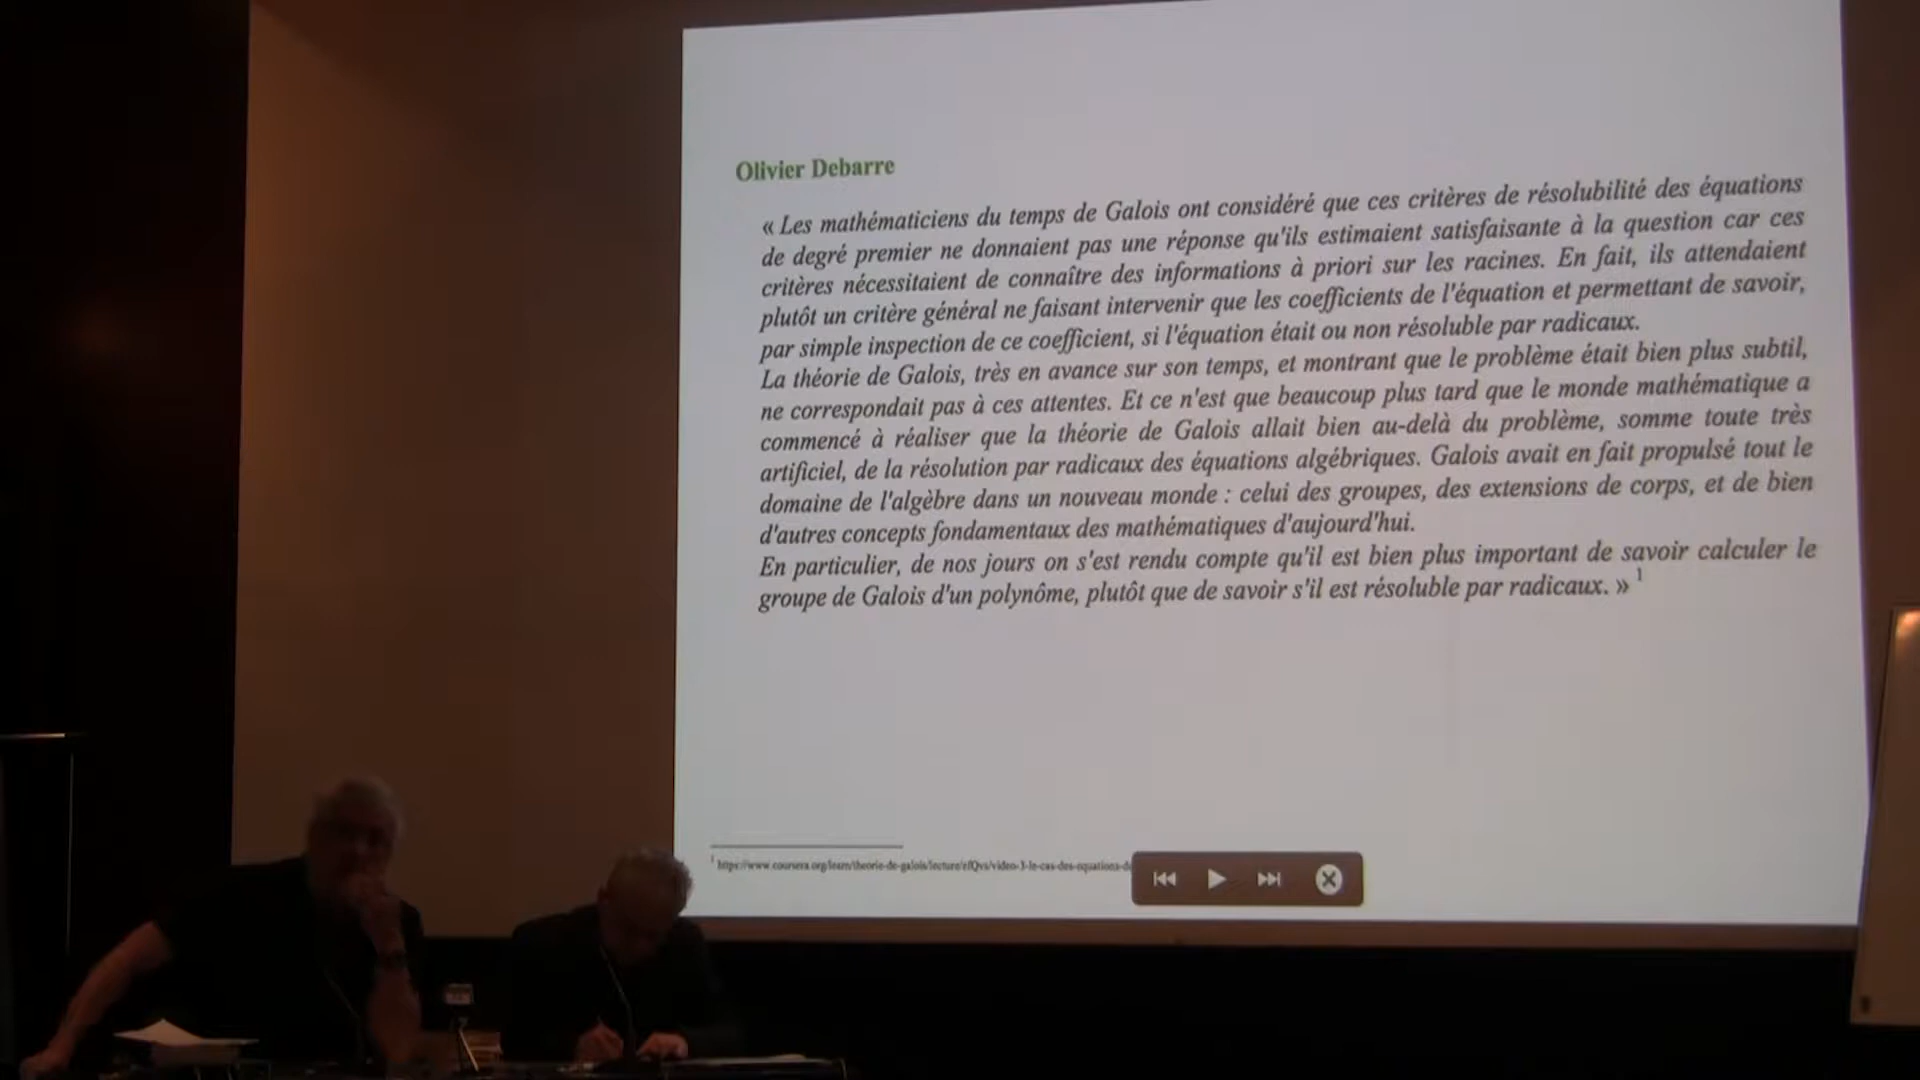 Olivier Debarre
« Les mathématiciens du temps de Galois ont considéré que ces critères de résolubilité des équations
de degré premier ne donnaient pas une réponse qu'ils estimaient satisfaisante à la question car ces
critères nécessitaient de connaître des informations à priori sur les racines. En fait, ils attendaient
plutôt un critère général ne faisant intervenir que les coefficients de l'équation et permettant de savoir,
par simple inspection de ce coefficient, si l'équation était ou non résoluble par radicaux.
La théorie de Galois, très en avance sur son temps, et montrant que le problème était bien plus subtil,
ne correspondait pas à ces attentes. Et ce n'est que beaucoup plus tard que le monde mathématique a
commencé à réaliser que la théorie de Galois allait bien au-delà du problème, somme toute très
artificiel, de la résolution par radicaux des équations algébriques. Galois avait en fait propulsé tout le
domaine de l'algèbre dans un nouveau monde : celui des groupes, des extensions de corps, et de bien
d'autres concepts fondamentaux des mathématiques d'aujourd'hui.
En particulier, de nos jours on s'est rendu compte qu'il est bien plus important de savoir calculer le
groupe de Galois d'un polynôme, plutôt que de savoir s'il est résoluble par radicaux. » 1